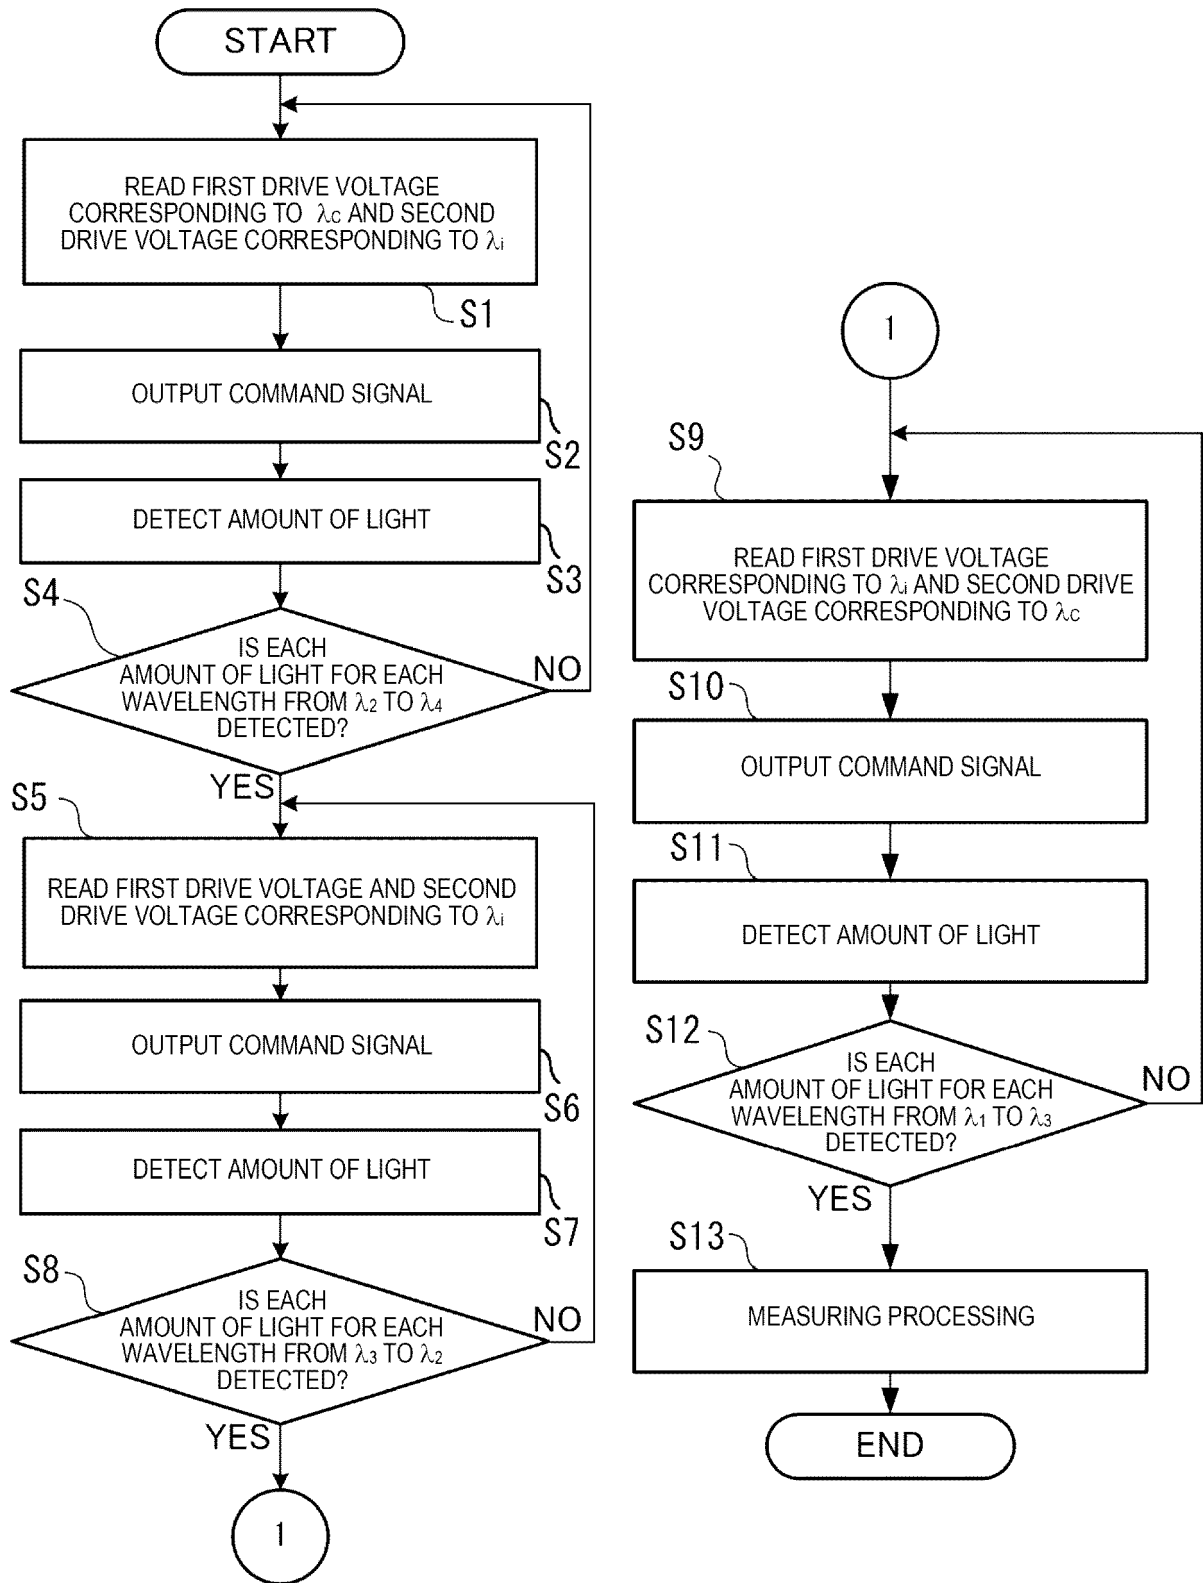 START
READ FIRST DRIVE VOLTAGE
CORRESPONDING TO λC AND SECOND
DRIVE VOLTAGE CORRESPONDING TO λi
S1
OUTPUT COMMAND SIGNAL
S2
DETECT AMOUNT OF LIGHT
S3
S4
IS EACH
AMOUNT OF LIGHT FOR EACH
WAVELENGTH FROM λ2 TO λ4
DETECTED?
NO
YES
S5
READ FIRST DRIVE VOLTAGE AND SECOND
DRIVE VOLTAGE CORRESPONDING TO λi
OUTPUT COMMAND SIGNAL
S6
DETECT AMOUNT OF LIGHT
S7
S8
IS EACH
AMOUNT OF LIGHT FOR EACH
WAVELENGTH FROM λ3 TO λ2
DETECTED?
NO
YES
1
1
S9
READ FIRST DRIVE VOLTAGE
CORRESPONDING TO λi AND SECOND DRIVE
VOLTAGE CORRESPONDING TO λC
S10
OUTPUT COMMAND SIGNAL
S11
DETECT AMOUNT OF LIGHT
S12
IS EACH
AMOUNT OF LIGHT FOR EACH
WAVELENGTH FROM λ1 TO λ3
DETECTED?
NO
YES
S13
MEASURING PROCESSING
END